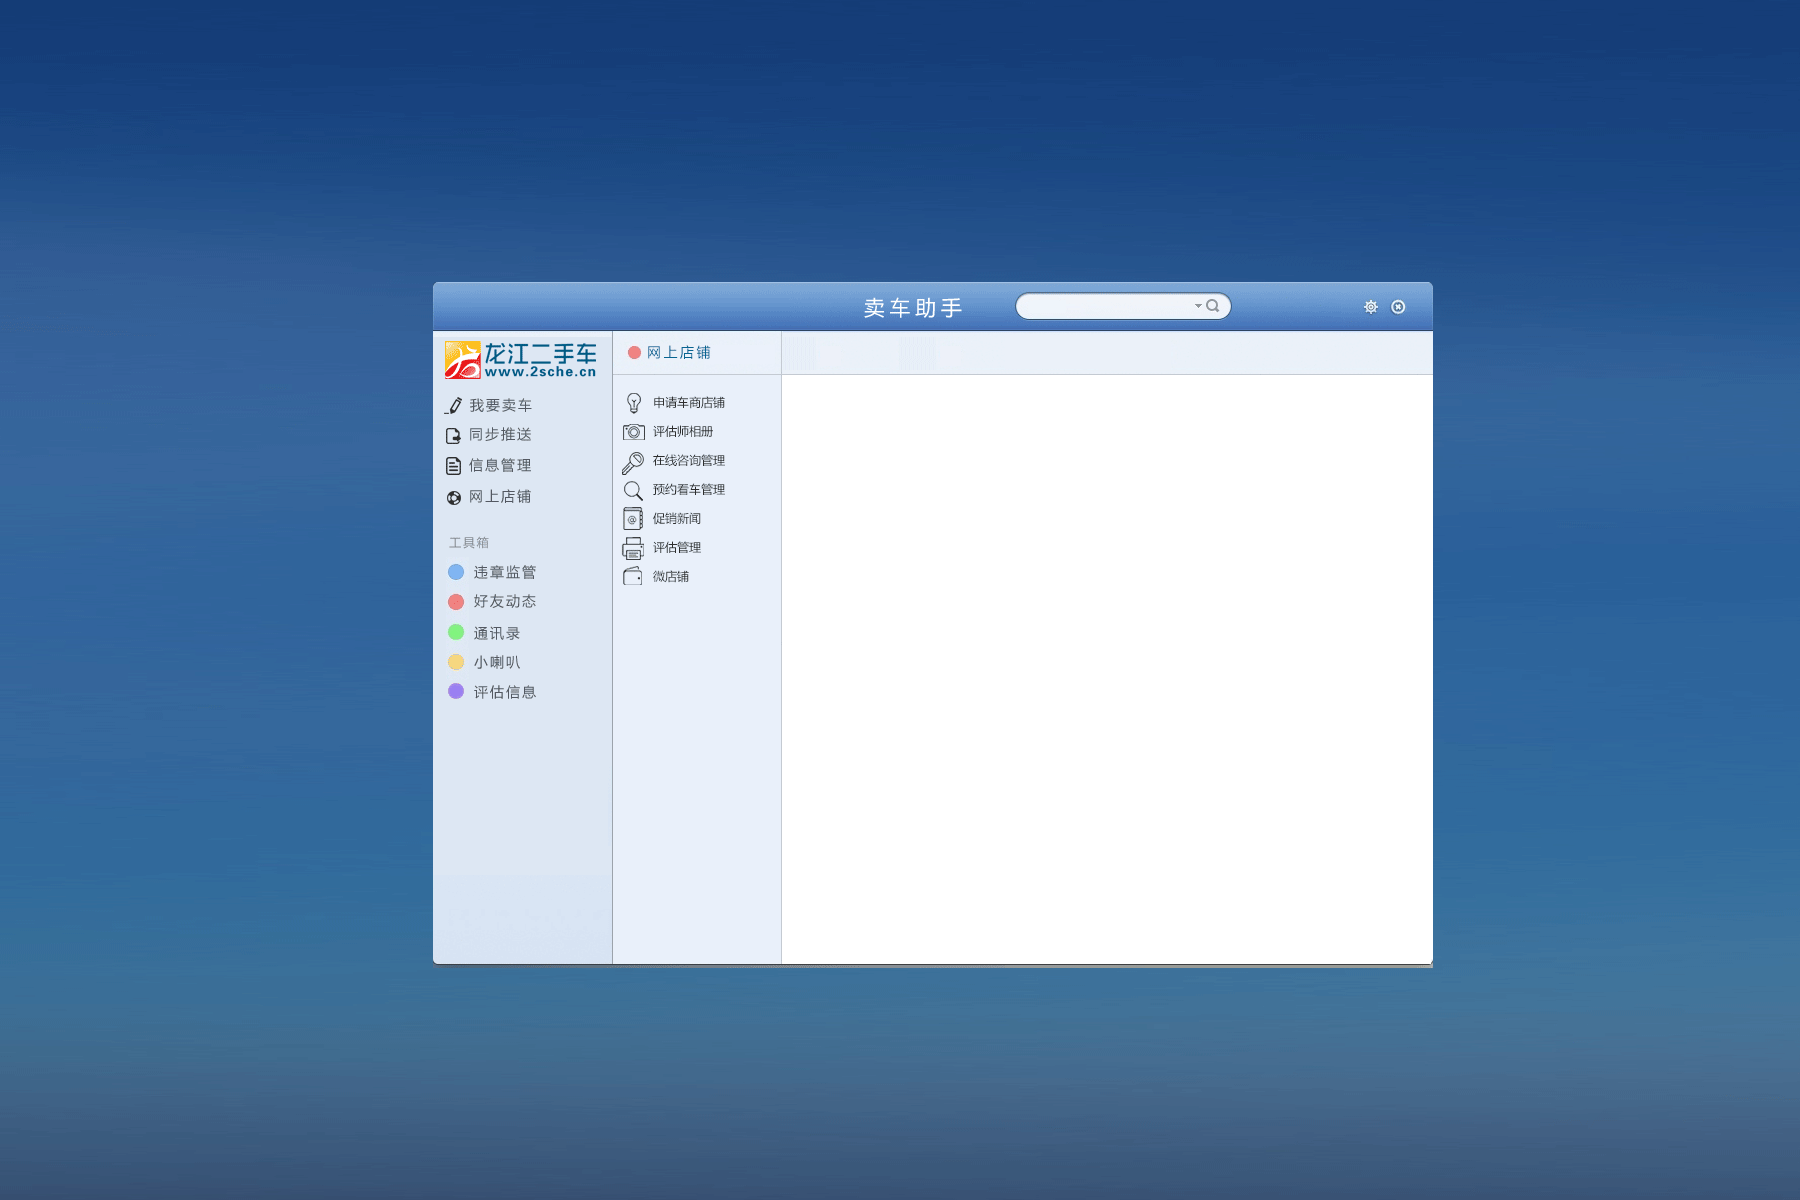 卖车助手
龙江二手车
www.2sche.cn
我要卖车
同步推送
信息管理
网上店铺
工具箱
违章监管
好友动态
通讯录
小喇叭
评估信息
网上店铺
申请车商店铺
评估师相册
在线咨询管理
预约看车管理
促销新闻
评估管理
微店铺